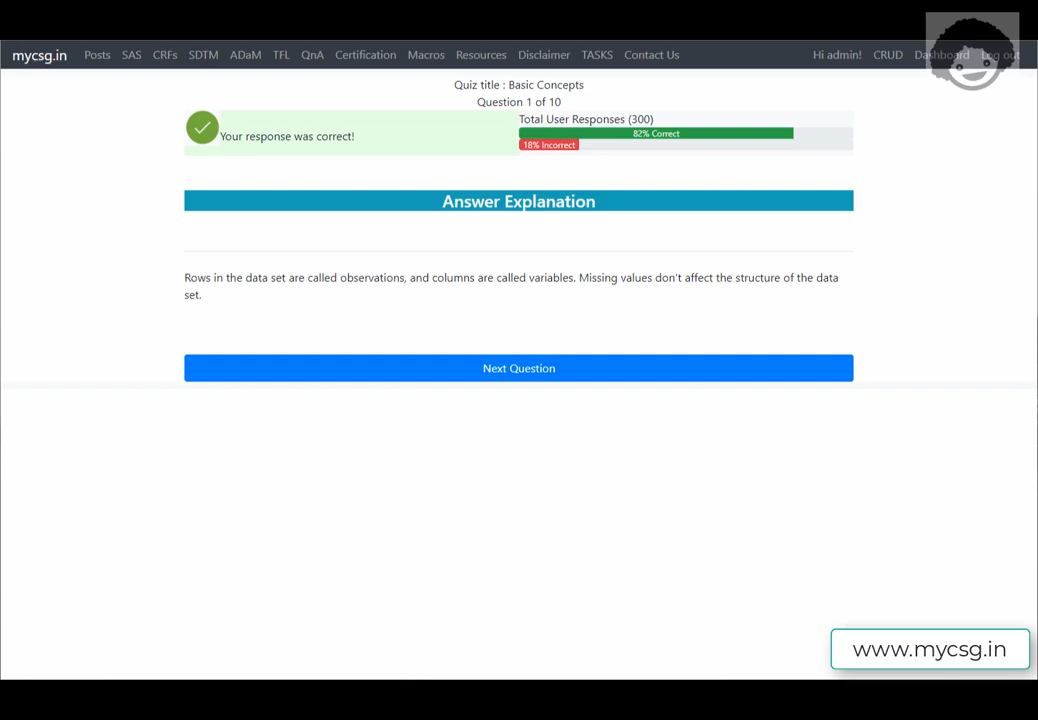 mycsg.in Posts SAS CRFs SDTM ADaM TFL QnA Certification Macros Resources Disclaimer TASKS Contact Us Hi admin! CRUD Dashboard Log out
Quiz title : Basic Concepts
Question 1 of 10
Your response was correct!
Total User Responses (300)
82% Correct
18% Incorrect
Answer Explanation
Rows in the data set are called observations, and columns are called variables. Missing values don't affect the structure of the data
set.
Next Question
www.mycsg.in